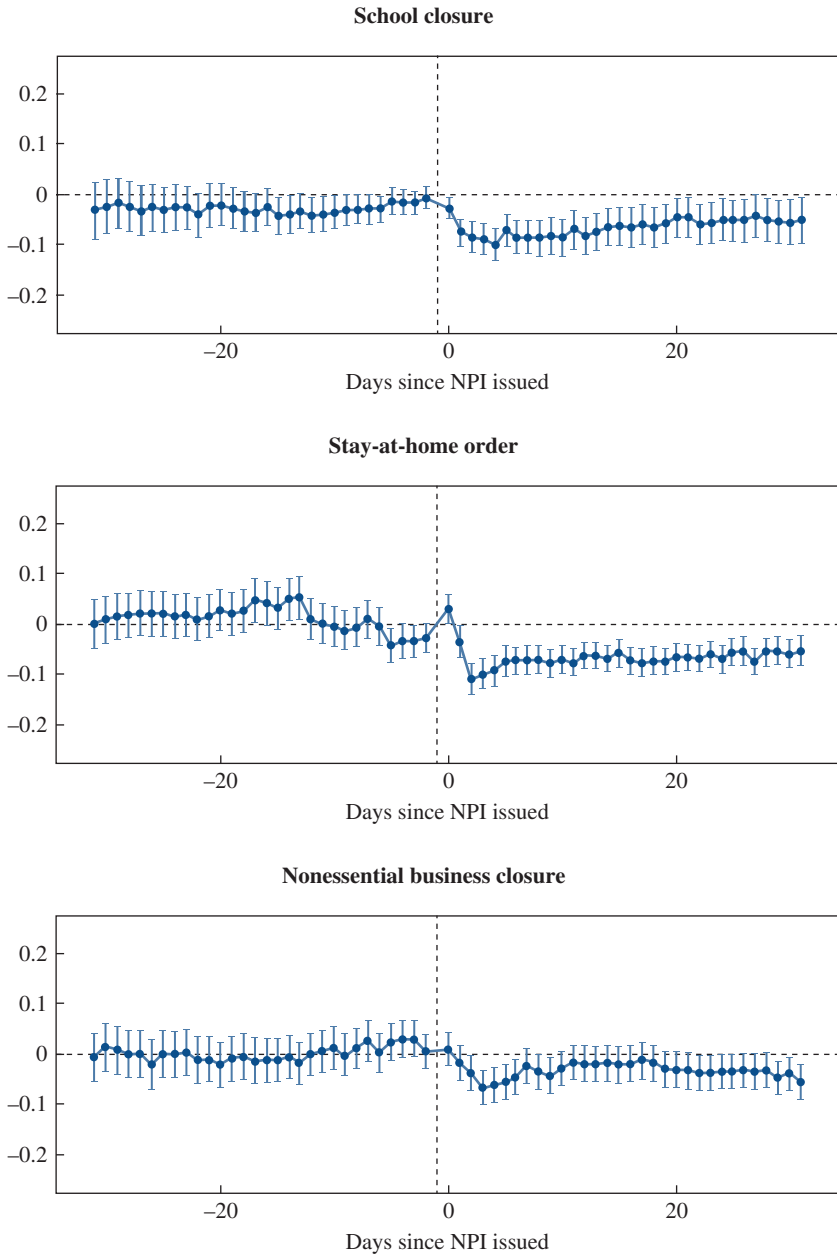 School closure
0.2
0.1
0
−0.1
−0.2
−20 0 20
Days since NPI issued
Stay-at-home order
0.2
0.1
0
−0.1
−0.2
−20 0 20
Days since NPI issued
Nonessential business closure
0.2
0.1
0
−0.1
−0.2
−20 0 20
Days since NPI issued